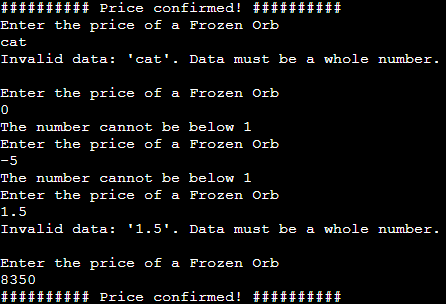 ########## Price confirmed! ##########
Enter the price of a Frozen Orb
cat
Invalid data: 'cat'. Data must be a whole number.
Enter the price of a Frozen Orb
0
The number cannot be below 1
Enter the price of a Frozen Orb
-5
The number cannot be below 1
Enter the price of a Frozen Orb
1.5
Invalid data: '1.5'. Data must be a whole number.
Enter the price of a Frozen Orb
8350
########## Price confirmed! ##########